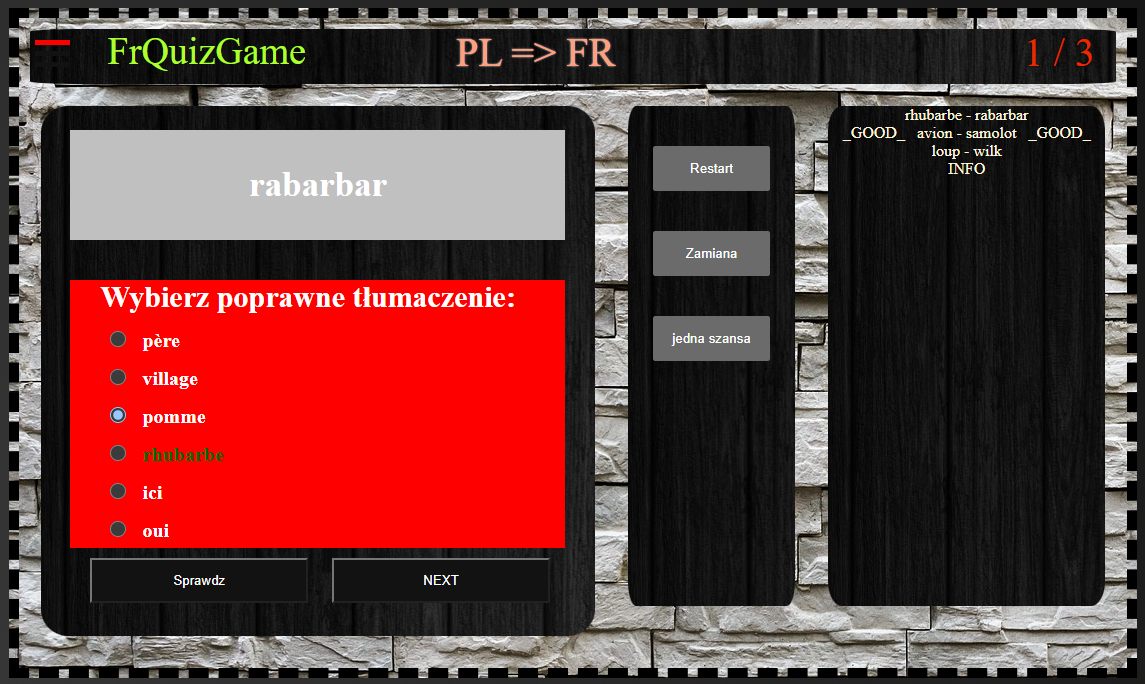 FrQuizGame
PL => FR
1 / 3
rabarbar
Wybierz poprawne tłumaczenie:
père
village
pomme
rhubarbe
ici
oui
Sprawdz
NEXT
Restart
Zamiana
jedna szansa
rhubarbe - rabarbar
_GOOD_ avion - samolot _GOOD_
loup - wilk
INFO